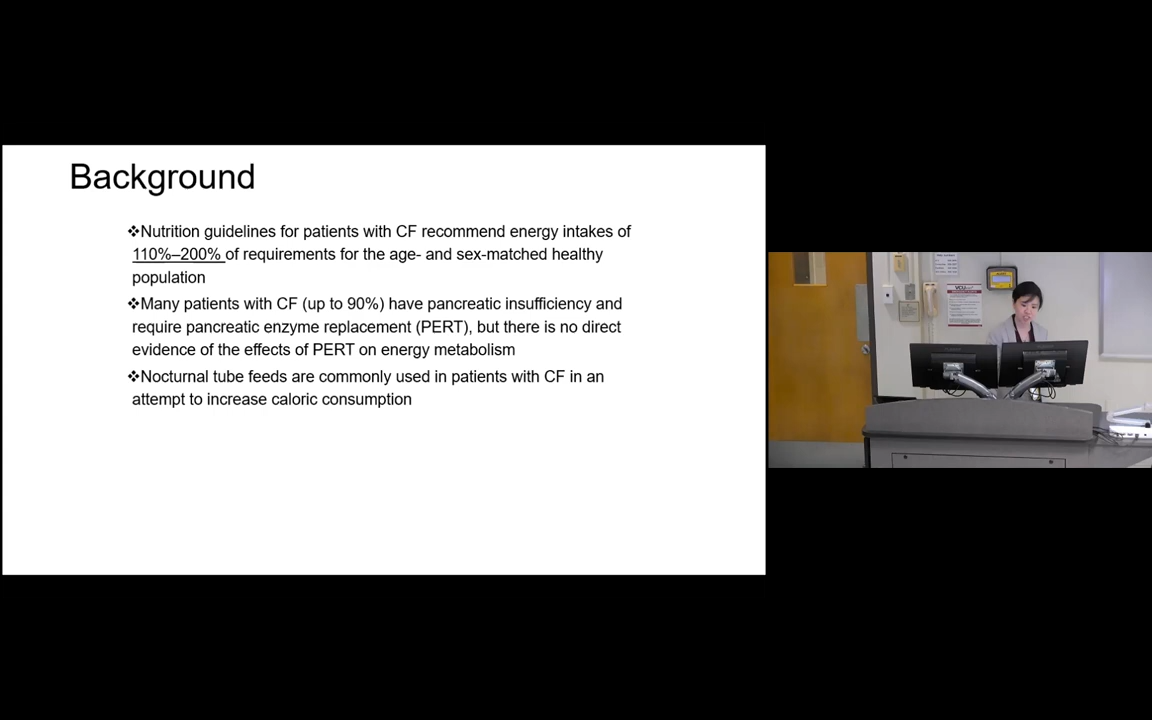 Background
❖Nutrition guidelines for patients with CF recommend energy intakes of
110%–200% of requirements for the age- and sex-matched healthy
population
❖Many patients with CF (up to 90%) have pancreatic insufficiency and
require pancreatic enzyme replacement (PERT), but there is no direct
evidence of the effects of PERT on energy metabolism
❖Nocturnal tube feeds are commonly used in patients with CF in an
attempt to increase caloric consumption
VCU